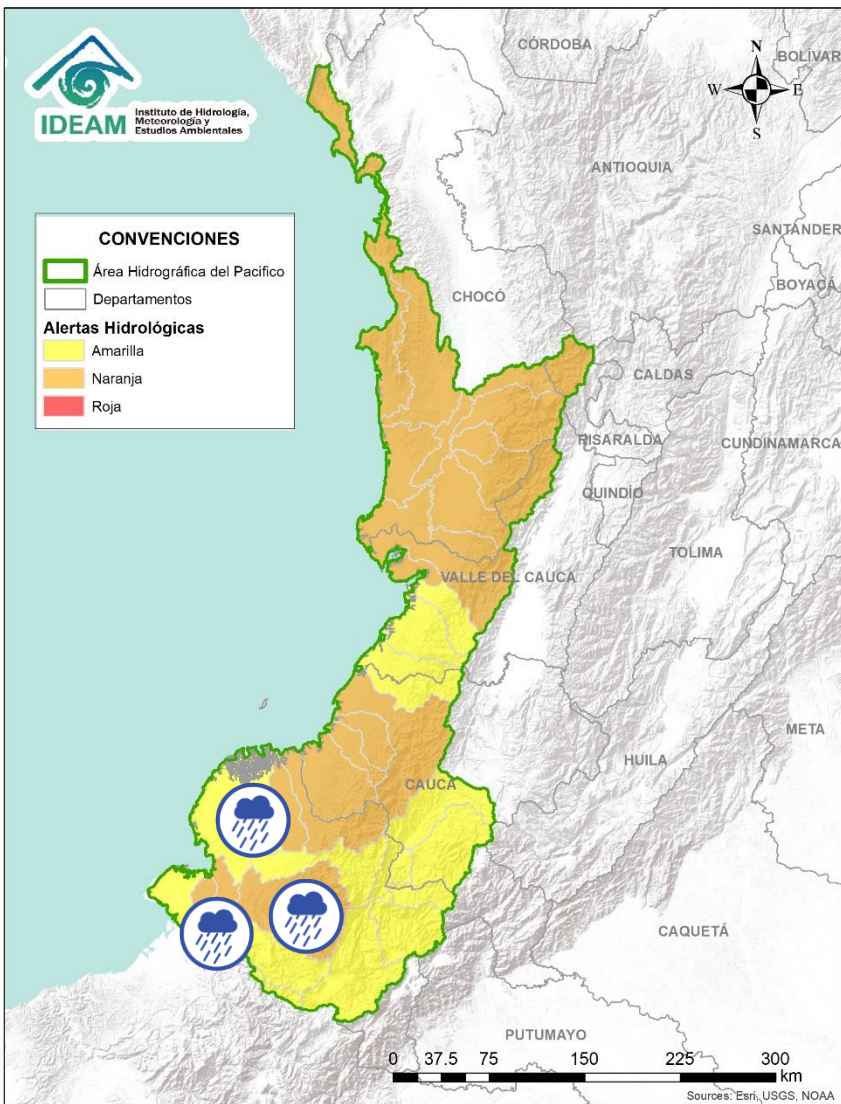 IDEAM
Instituto de Hidrología,
Meteorología y
Estudios Ambientales
N
W
E
S
CÓRDOBA
BOLÍVAR
ANTIOQUIA
SANTANDER
BOYACÁ
CHOCÓ
CALDAS
RISARALDA
CUNDINAMARCA
QUINDÍO
TOLIMA
VALLE DEL CAUCA
META
HUILA
CAUCA
CAQUETÁ
PUTUMAYO
CONVENCIONES
Área Hidrográfica del Pacifico
Departamentos
Alertas Hidrológicas
Amarilla
Naranja
Roja
0 37.5 75 150 225 300
km
Sources: Esri, USGS, NOAA